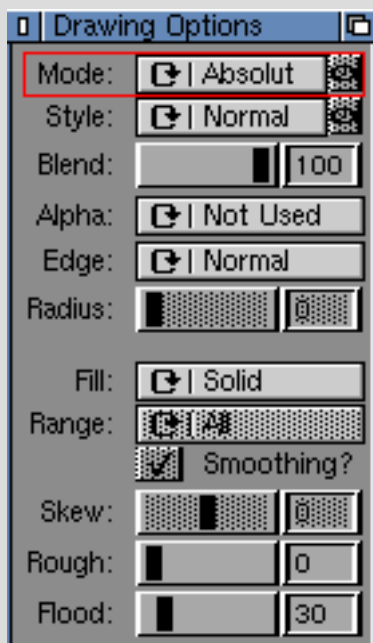 Drawing Options
Mode: Absolut
Style: Normal
Blend: 100
Alpha: Not Used
Edge: Normal
Radius: 0
Fill: Solid
Range: All
Smoothing?
Skew: 0
Rough: 0
Flood: 30